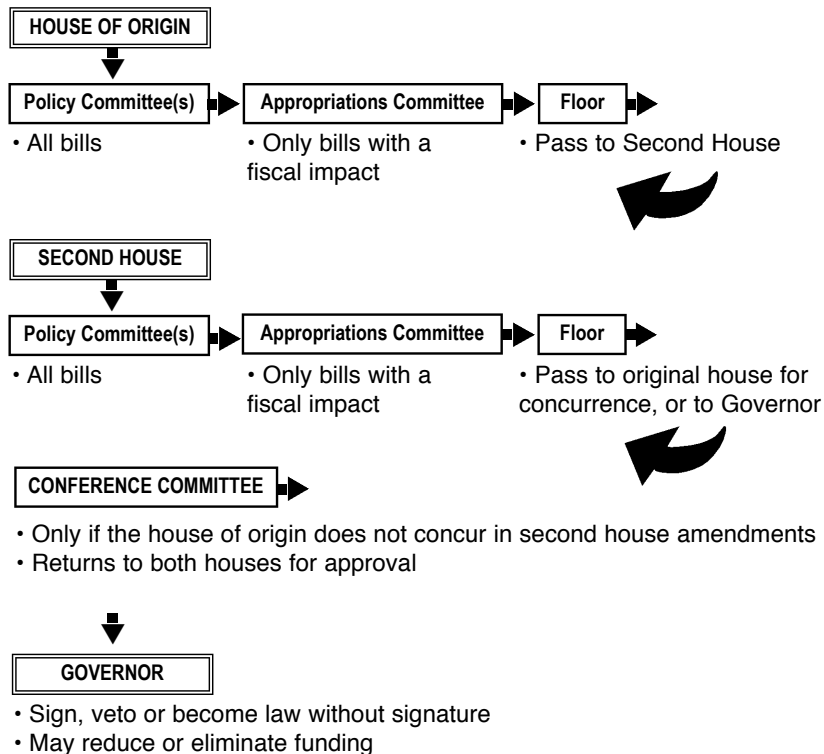 HOUSE OF ORIGIN
Policy Committee(s) Appropriations Committee Floor
• All bills • Only bills with a • Pass to Second House
fiscal impact
SECOND HOUSE
Policy Committee(s) Appropriations Committee Floor
• All bills • Only bills with a • Pass to original house for
fiscal impact concurrence, or to Governor
CONFERENCE COMMITTEE
• Only if the house of origin does not concur in second house amendments
• Returns to both houses for approval
GOVERNOR
• Sign, veto or become law without signature
• May reduce or eliminate funding